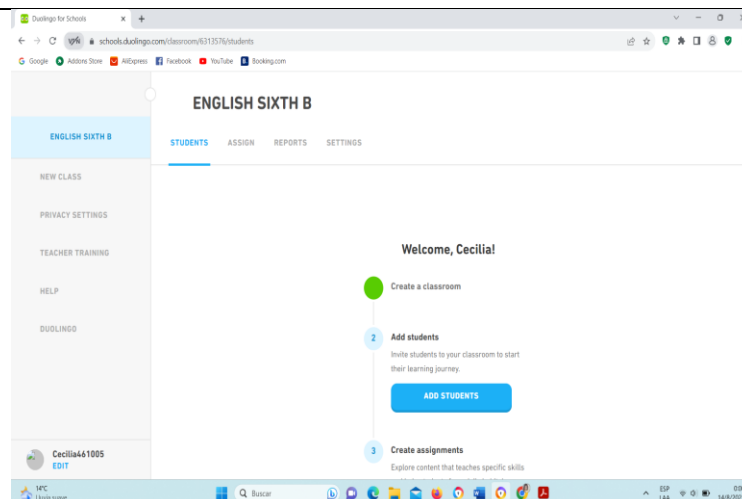 Duolingo for Schools
schools.duolingo.com/classroom/6313576/students
Google Addons Store AliExpress Facebook YouTube Booking.com
ENGLISH SIXTH B
ENGLISH SIXTH B
STUDENTS ASSIGN REPORTS SETTINGS
NEW CLASS
PRIVACY SETTINGS
TEACHER TRAINING
HELP
DUOLINGO
Welcome, Cecilia!
Create a classroom
2 Add students
Invite students to your classroom to start
their learning journey.
ADD STUDENTS
3 Create assignments
Explore content that teaches specific skills
Cecilia461005
EDIT
14°C
Buscar
ESP
LAA